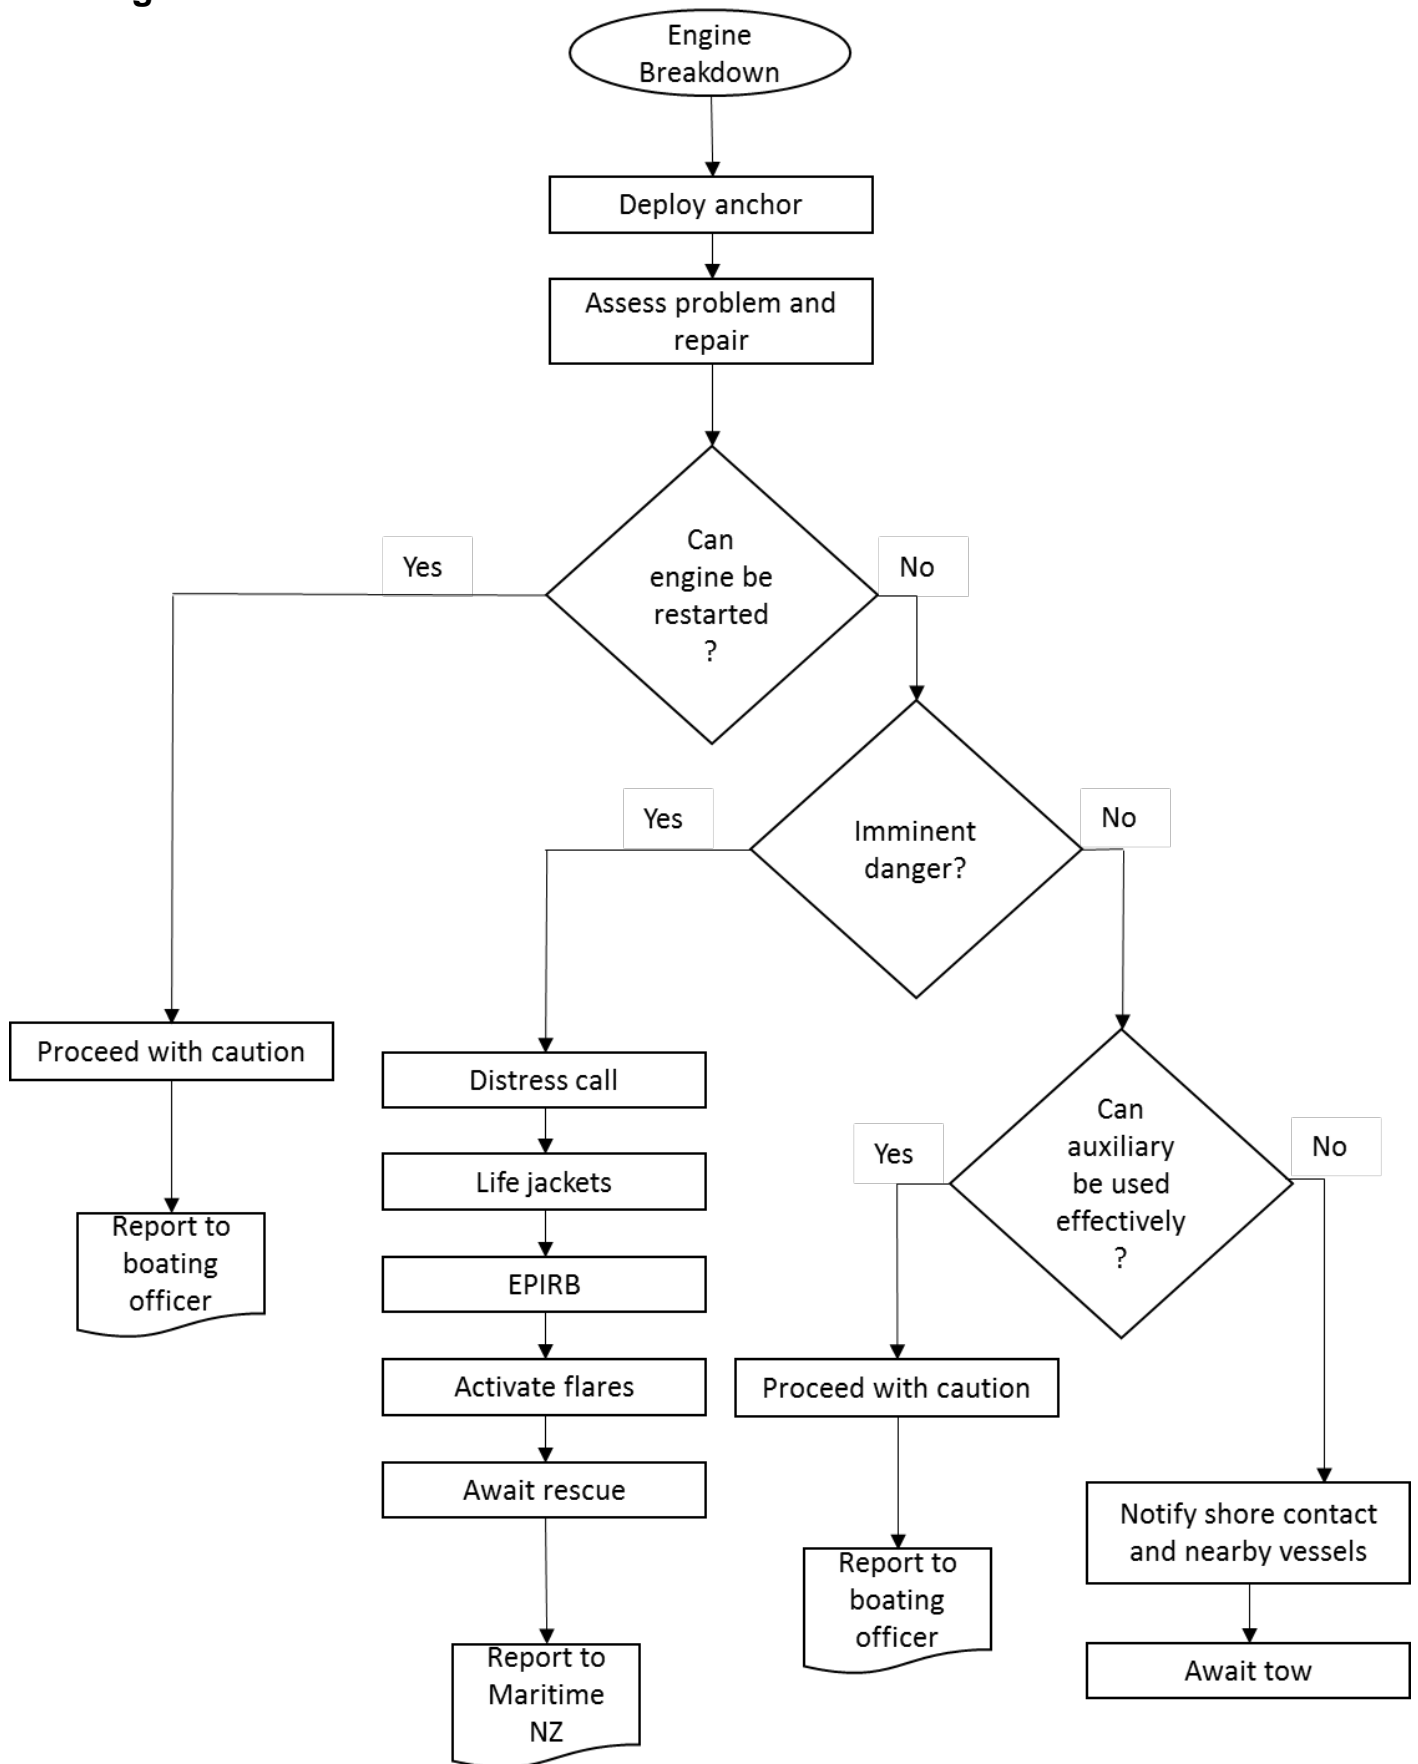 Engine
Breakdown
Deploy anchor
Assess problem and
repair
Can
engine be
restarted
?
Yes
No
Imminent
danger?
Yes
No
Proceed with caution
Report to
boating
officer
Distress call
Life jackets
EPIRB
Activate flares
Await rescue
Report to
Maritime
NZ
Can
auxiliary
be used
effectively
?
Yes
No
Proceed with caution
Report to
boating
officer
Notify shore contact
and nearby vessels
Await tow